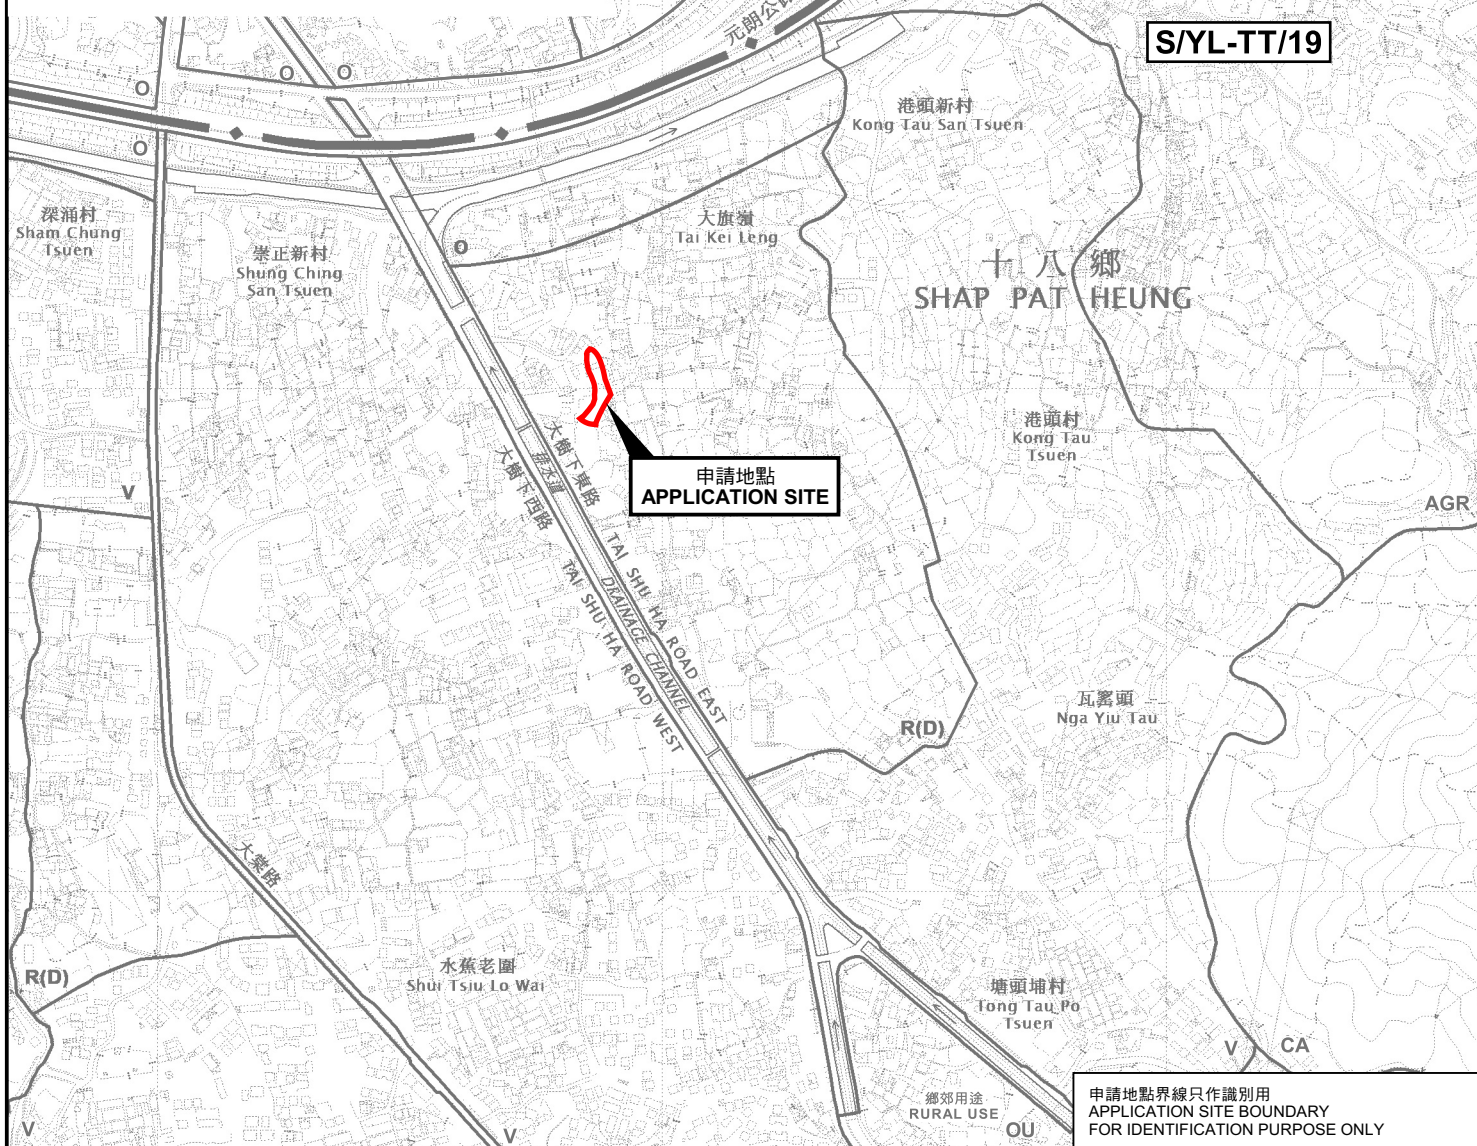 元朗公路
S/YL-TT/19
O
O
O
O
港頭新村
Kong Tau San Tsuen
深涌村
Sham Chung
Tsuen
崇正新村
Shung Ching
San Tsuen
大旗嶺
Tai Kei Leng
O
十八鄉
SHAP PAT HEUNG
申請地點
APPLICATION SITE
大樹下東路
排水道
大樹下西路
TAI SHU HA ROAD EAST
DRAINAGE CHANNEL
TAI SHU HA ROAD WEST
港頭村
Kong Tau
Tsuen
V
AGR
瓦窰頭
Nga Yiu Tau
R(D)
大棠路
水蕉老圍
Shui Tsiu Lo Wai
R(D)
塘頭埔村
Tong Tau Po
Tsuen
V
CA
鄉郊用途
RURAL USE
OU
V
V
申請地點界線只作識別用
APPLICATION SITE BOUNDARY
FOR IDENTIFICATION PURPOSE ONLY